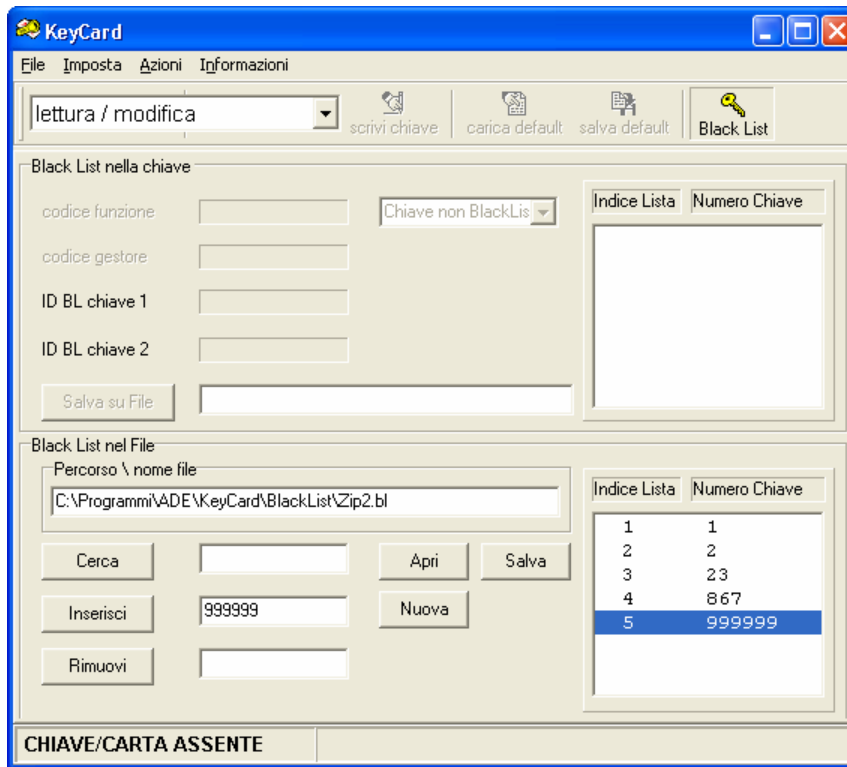 KeyCard
File Imposta Azioni Informazioni
lettura / modifica scrivi chiave carica default salva default Black List
Black List nella chiave
codice funzione Chiave non BlackLis
Indice Lista Numero Chiave
codice gestore
ID BL chiave 1
ID BL chiave 2
Salva su File
Black List nel File
Percorso \ nome file
C:\Programmi\ADE\KeyCard\BlackList\Zip2.bl
Indice Lista Numero Chiave
1 1
2 2
3 23
4 867
5 999999
Cerca Apri Salva
Inserisci 999999 Nuova
Rimuovi
CHIAVE/CARTA ASSENTE